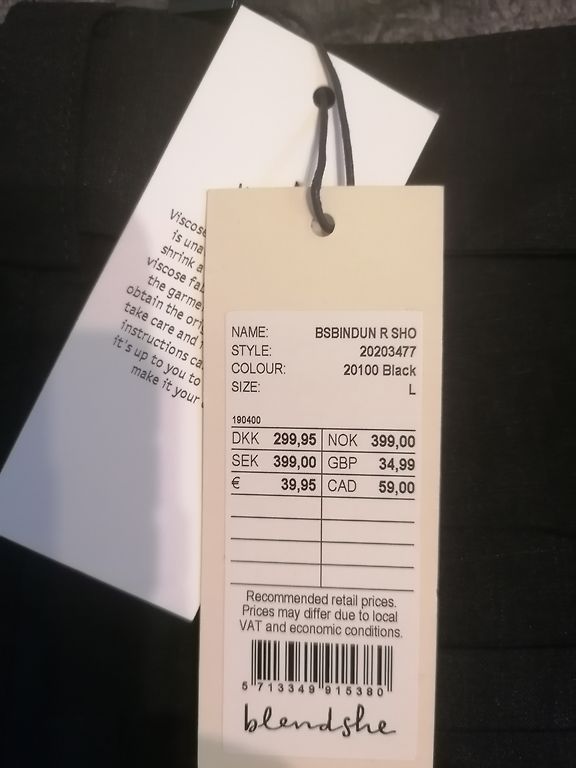 Viscose
is una
shrink a
viscose fa
the garme
obtain the ori
take care and
instructions ca
it's up to you to
make it your
NAME: BSBINDUN R SHO
STYLE: 20203477
COLOUR: 20100 Black
SIZE: L
190400
DKK 299,95 NOK 399,00
SEK 399,00 GBP 34,99
€ 39,95 CAD 59,00
Recommended retail prices.
Prices may differ due to local
VAT and economic conditions.
5 713349 915380
blendshe